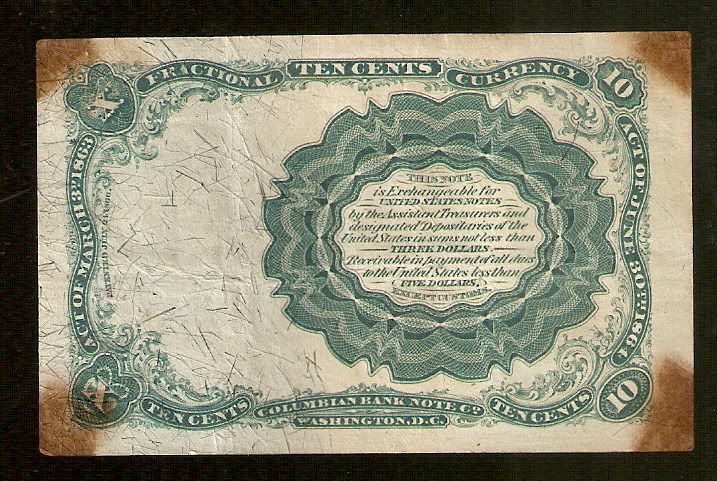 FRACTIONAL TEN CENTS CURRENCY
X
10
ACT OF MARCH 3RD 1863
ACT OF JUNE 30TH 1864
THIS NOTE
is Exchangeable for
UNITED STATES NOTES
by the Assistant Treasurers and
designated Depositaries of the
United States in sums not less than
THREE DOLLARS.
Receivable in payment of all dues
to the United States less than
FIVE DOLLARS,
EXCEPT CUSTOMS.
X
10
TEN CENTS
COLUMBIAN BANK NOTE CO.
WASHINGTON, D.C.
TEN CENTS